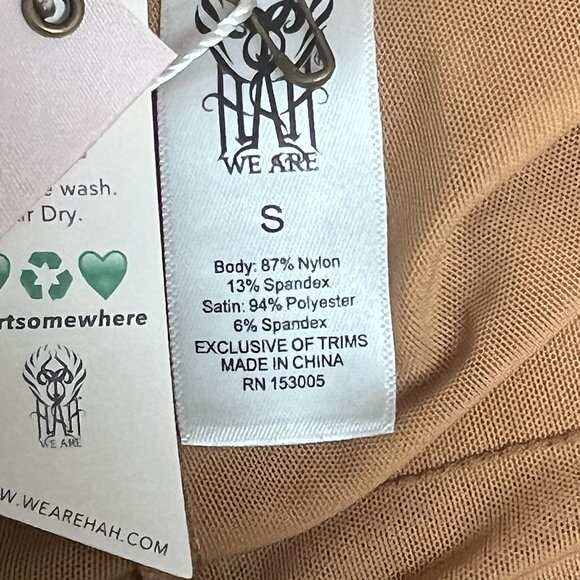 wash.
Dry.
rtsomewhere
HAH
WE ARE
W.WEAREHAH.COM
HAH
WE ARE
S
Body: 87% Nylon
13% Spandex
Satin: 94% Polyester
6% Spandex
EXCLUSIVE OF TRIMS
MADE IN CHINA
RN 153005